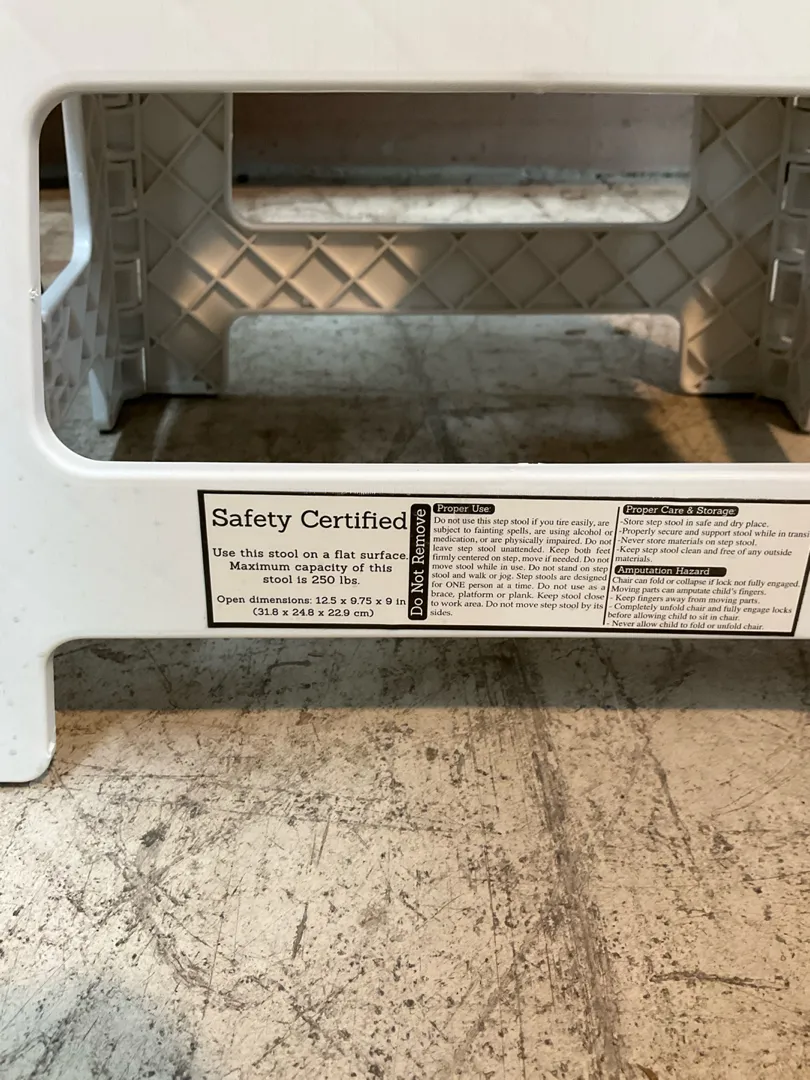 Safety Certified
Use this stool on a flat surface.
Maximum capacity of this
stool is 250 lbs.
Open dimensions: 12.5 x 9.75 x 9 in
(31.8 x 24.8 x 22.9 cm)
Do Not Remove
Proper Use:
Do not use this step stool if you tire easily, are
subject to fainting spells, are using alcohol or
medication, or are physically impaired. Do not
leave step stool unattended. Keep both feet
firmly centered on step, move if needed. Do not
move stool while in use. Do not stand on step
stool and walk or jog. Step stools are designed
for ONE person at a time. Do not use as a
brace, platform or plank. Keep stool close
to work area. Do not move step stool by its
sides.
Proper Care & Storage:
-Store step stool in safe and dry place.
-Properly secure and support stool while in transi
-Never store materials on step stool.
-Keep step stool clean and free of any outside
materials.
Amputation Hazard
Chair can fold or collapse if lock not fully engaged.
Moving parts can amputate child's fingers.
- Keep fingers away from moving parts.
- Completely unfold chair and fully engage locks
before allowing child to sit in chair.
- Never allow child to fold or unfold chair.